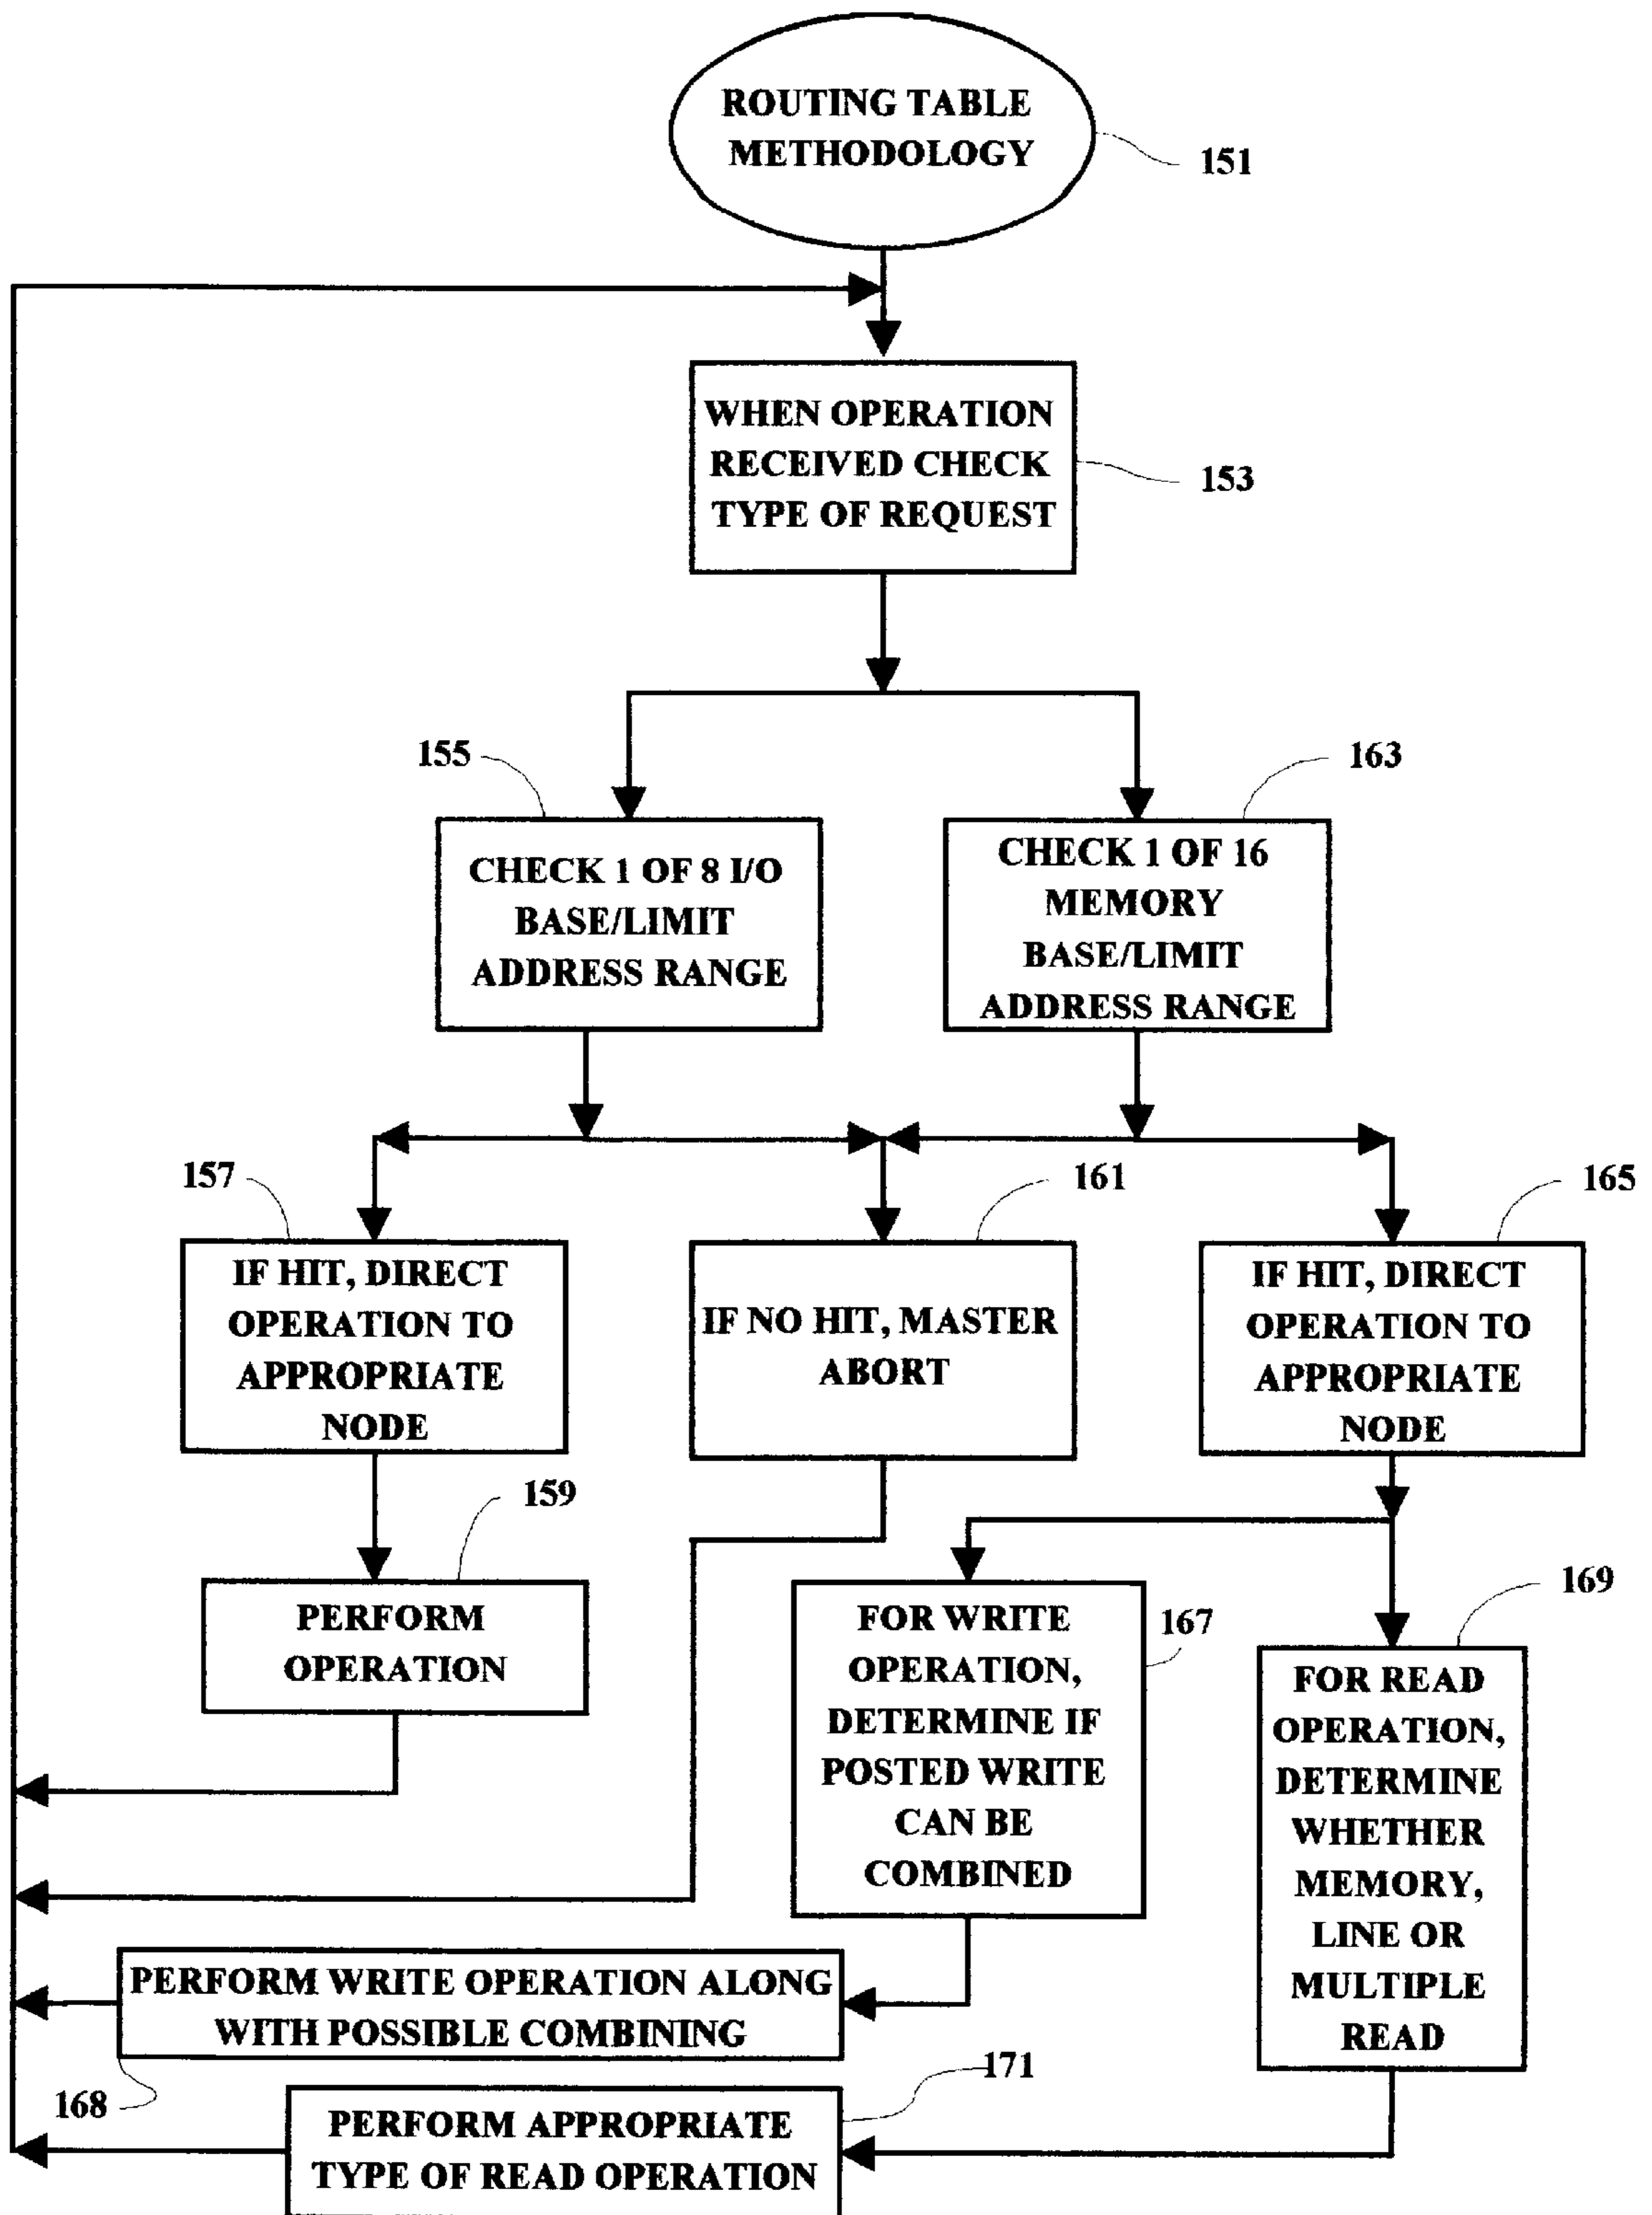 ROUTING TABLE
METHODOLOGY
151
WHEN OPERATION
RECEIVED CHECK
TYPE OF REQUEST
153
155
CHECK 1 OF 8 I/O
BASE/LIMIT
ADDRESS RANGE
163
CHECK 1 OF 16
MEMORY
BASE/LIMIT
ADDRESS RANGE
157
IF HIT, DIRECT
OPERATION TO
APPROPRIATE
NODE
161
IF NO HIT, MASTER
ABORT
165
IF HIT, DIRECT
OPERATION TO
APPROPRIATE
NODE
159
PERFORM
OPERATION
FOR WRITE
OPERATION,
DETERMINE IF
POSTED WRITE
CAN BE
COMBINED
167
169
FOR READ
OPERATION,
DETERMINE
WHETHER
MEMORY,
LINE OR
MULTIPLE
READ
PERFORM WRITE OPERATION ALONG
WITH POSSIBLE COMBINING
168
171
PERFORM APPROPRIATE
TYPE OF READ OPERATION